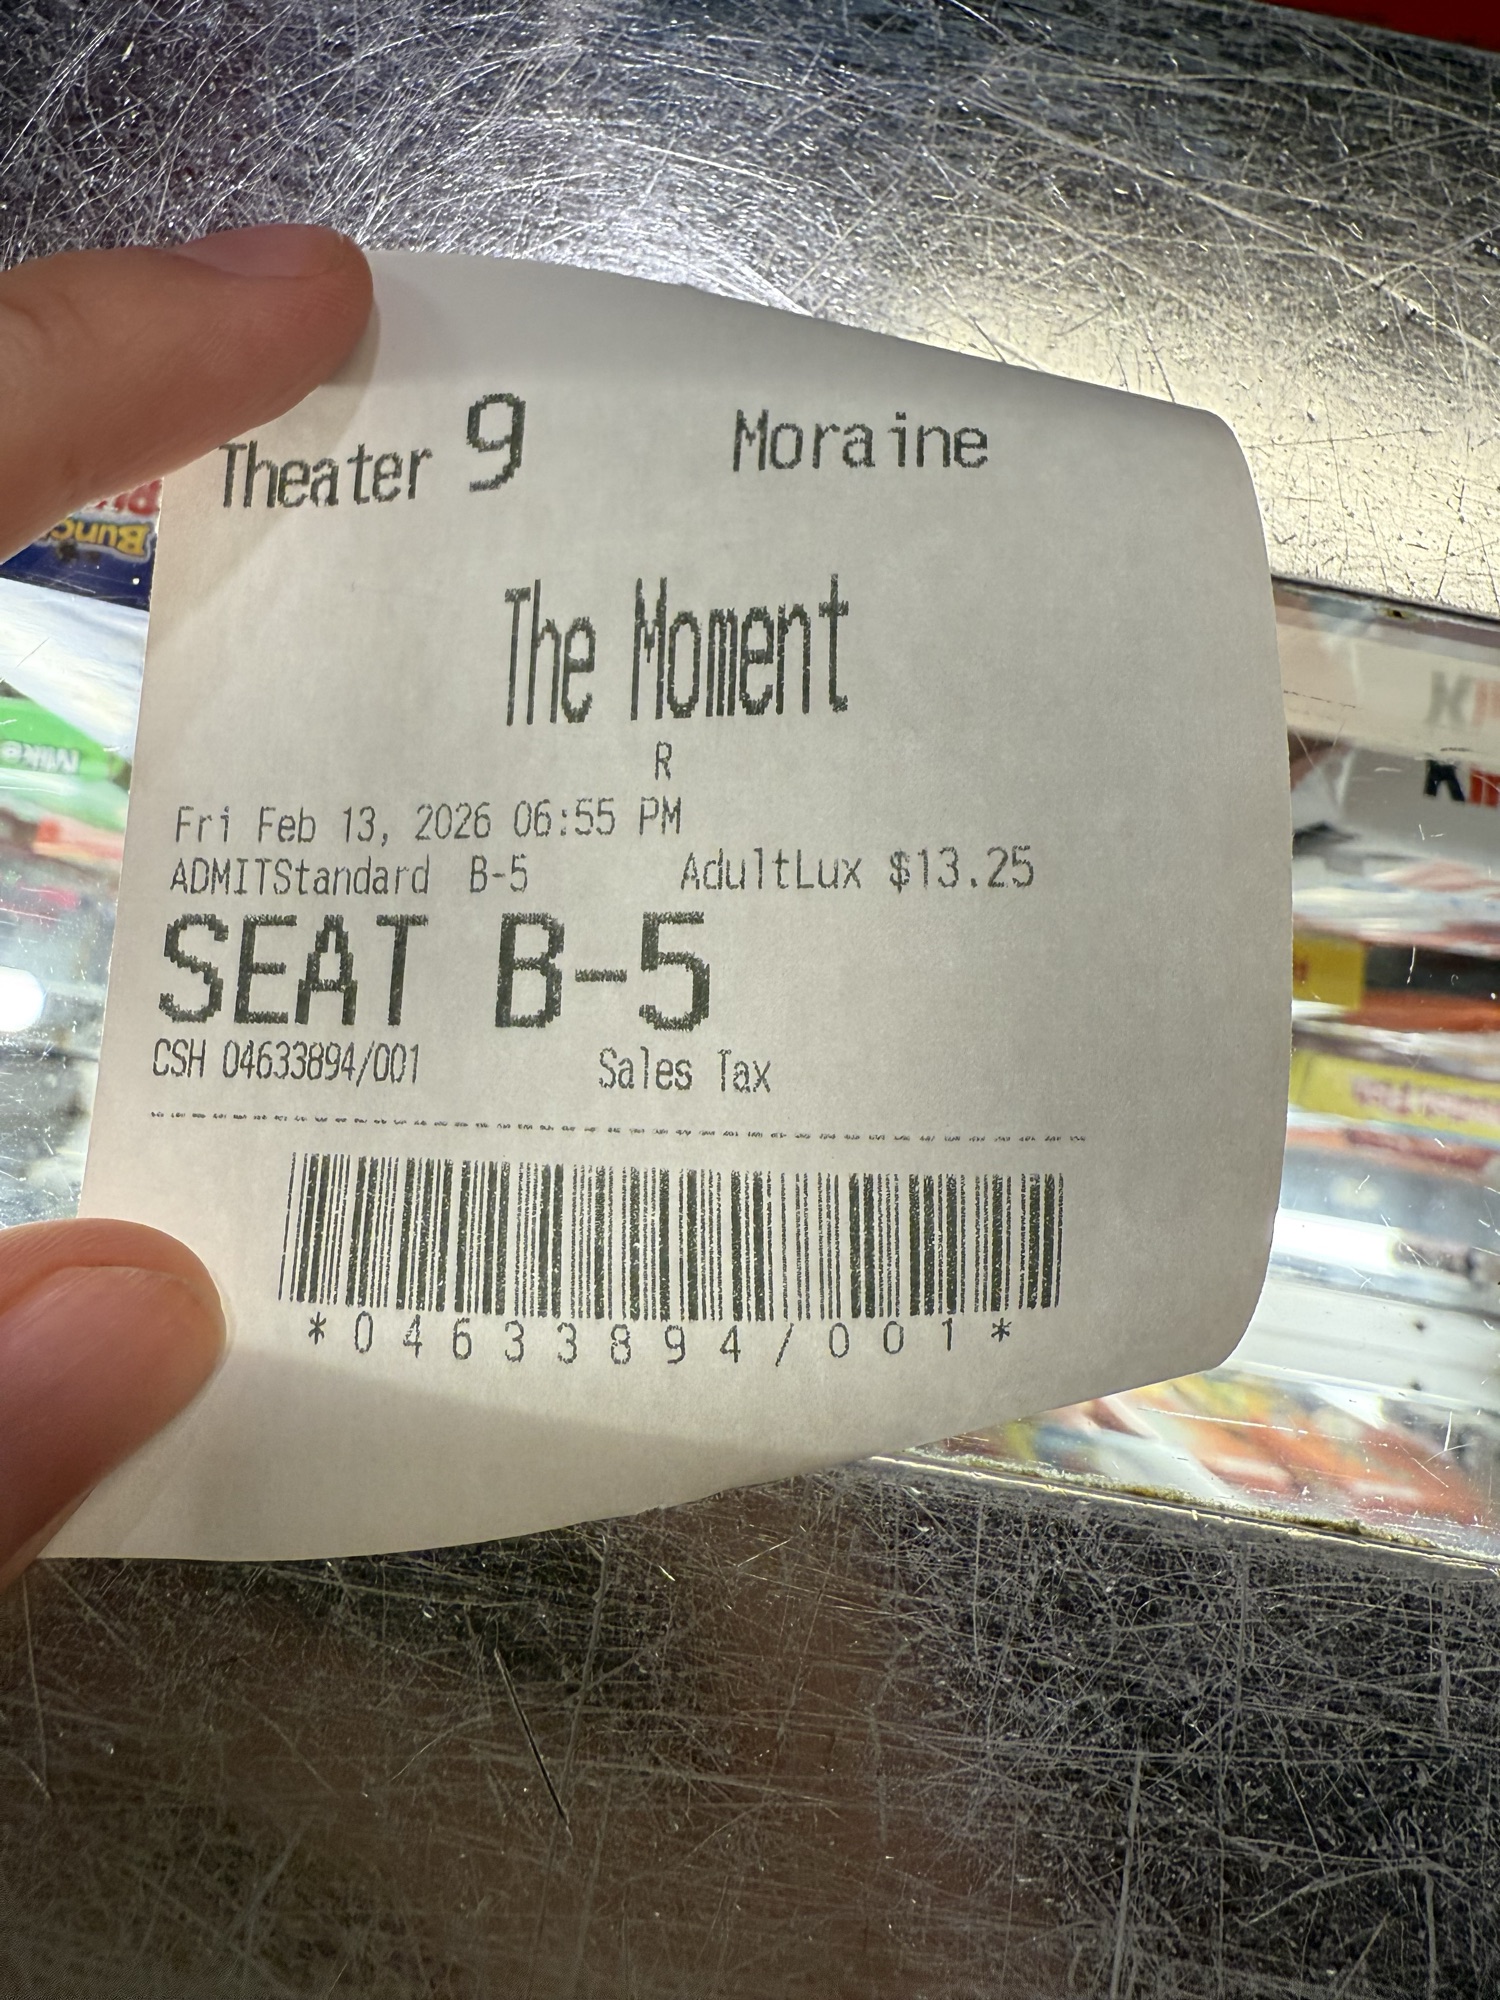 Theater 9 Moraine
The Moment
R
Fri Feb 13, 2026 06:55 PM
ADMITStandard B-5 AdultLux $13.25
SEAT B-5
CSH 04633894/001 Sales Tax
*04633894/001*
Mike